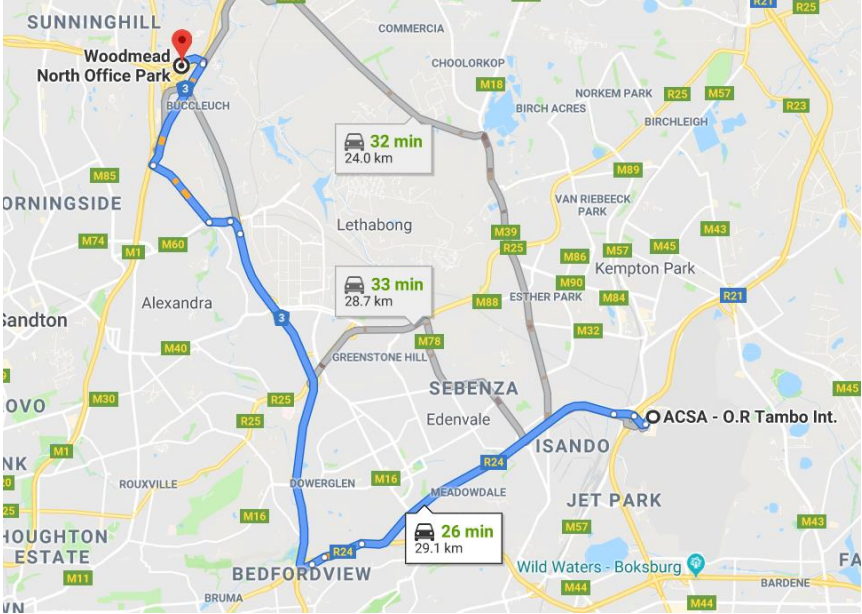 R21
R25
SUNNINGHILL
COMMERCIA
Woodmead
North Office Park
CHOOLORKOP
M18
3
BUCCLEUCH
NORKEM PARK
R25
M57
R23
BIRCH ACRES
BIRCHLEIGH
32 min
24.0 km
M85
M89
ORNINGSIDE
VAN RIEBEECK
PARK
Lethabong
M39
R25
M43
M74
M1
M60
M86
M57
M45
Kempton Park
33 min
28.7 km
M90
M88
ESTHER PARK
M84
R21
Alexandra
Sandton
3
M32
M78
M40
GREENSTONE HILL
SEBENZA
M45
OVO
M30
R25
R25
Edenvale
ACSA - O.R Tambo Int.
ISANDO
M1
NK
R24
ROUXVILLE
DOWERGLEN
M16
MEADOWDALE
JET PARK
25
M16
HOUGHTON
ESTATE
26 min
29.1 km
M57
M43
R24
M11
BEDFORDVIEW
Wild Waters - Boksburg
FA
M44
BARDENE
BRUMA
M44
WN